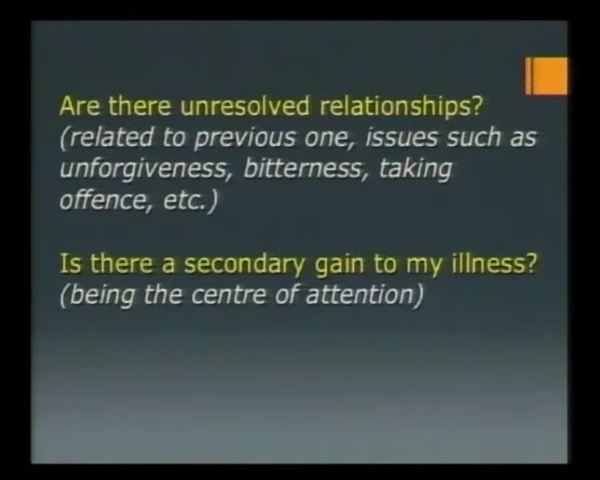 Are there unresolved relationships?
(related to previous one, issues such as
unforgiveness, bitterness, taking
offence, etc.)
Is there a secondary gain to my illness?
(being the centre of attention)